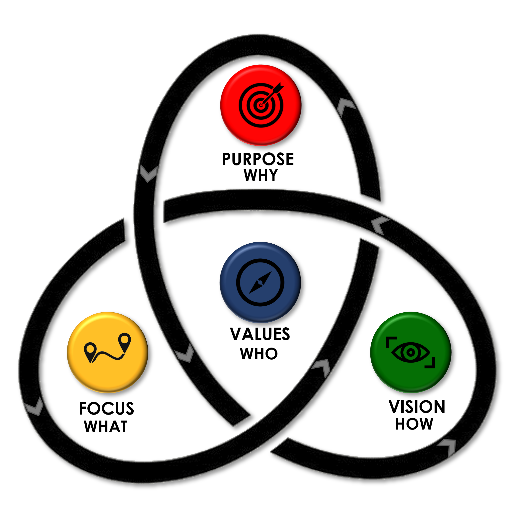 PURPOSE
WHY
VALUES
WHO
FOCUS
WHAT
VISION
HOW